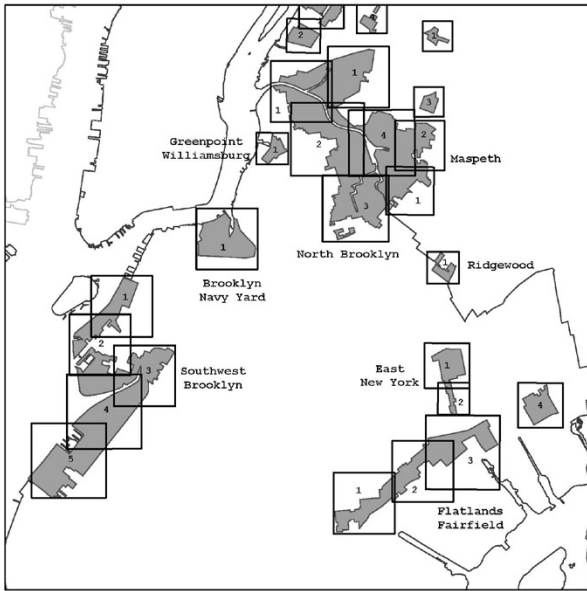 2
1
1
3
Greenpoint
Williamsburg
1
1
2
4
2
Maspeth
3
1
North Brooklyn
1
Brooklyn
Navy Yard
1
Ridgewood
1
2
3
Southwest
Brooklyn
4
5
East
New York
1
2
4
1
2
3
Flatlands
Fairfield